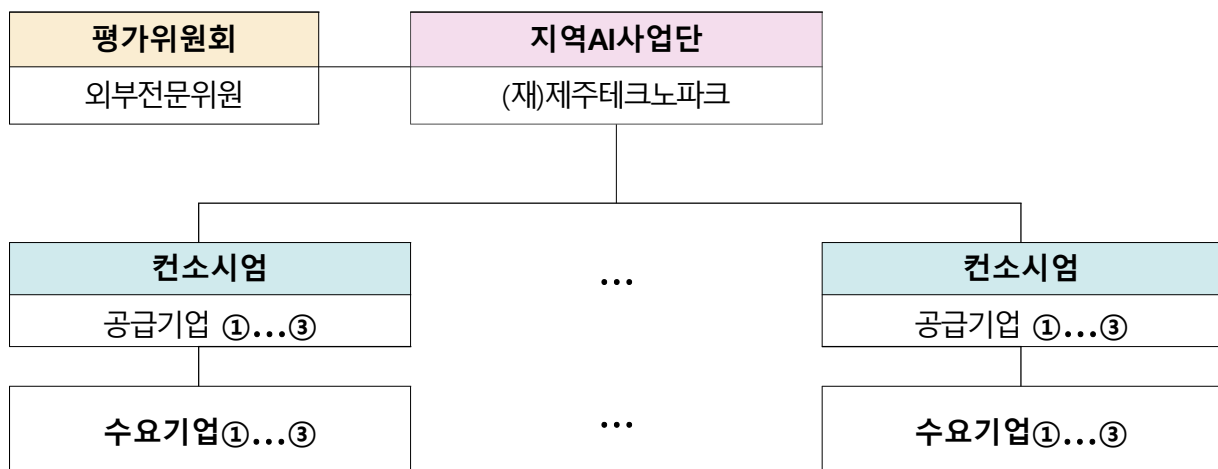 평가위원회
지역AI사업단
외부전문위원
(재)제주테크노파크
컨소시엄
…
컨소시엄
공급기업 ①…③
공급기업 ①…③
수요기업①…③
…
수요기업①…③